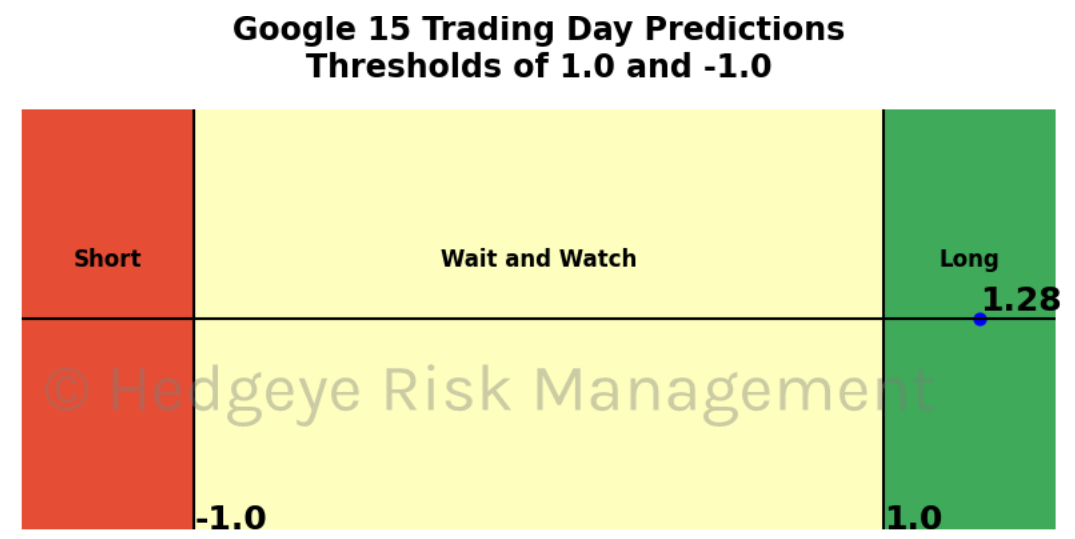 Google 15 Trading Day Predictions
Thresholds of 1.0 and -1.0
Short
Wait and Watch
Long
1.28
© Hedgeye Risk Management
-1.0
1.0